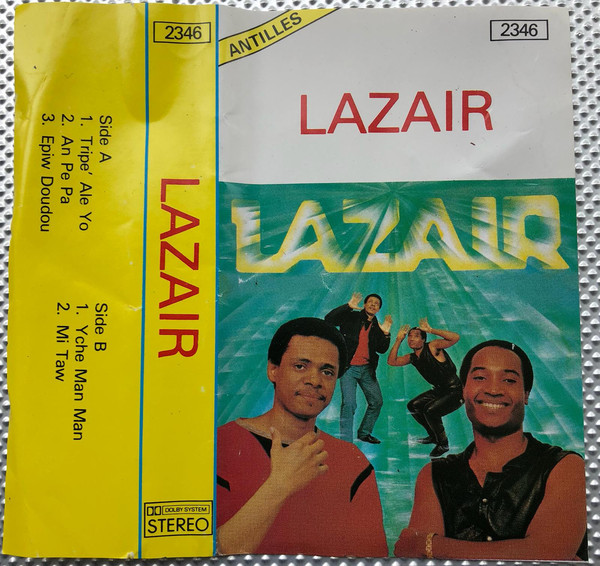 Side A
1. Tripe' Ale Yo
2. An Pe Pa
3. Epiw Doudou
Side B
1. Yche Man Man
2. Mi Taw
2346
LAZAIR
DOLBY SYSTEM
STEREO
ANTILLES
2346
LAZAIR
LAZAIR